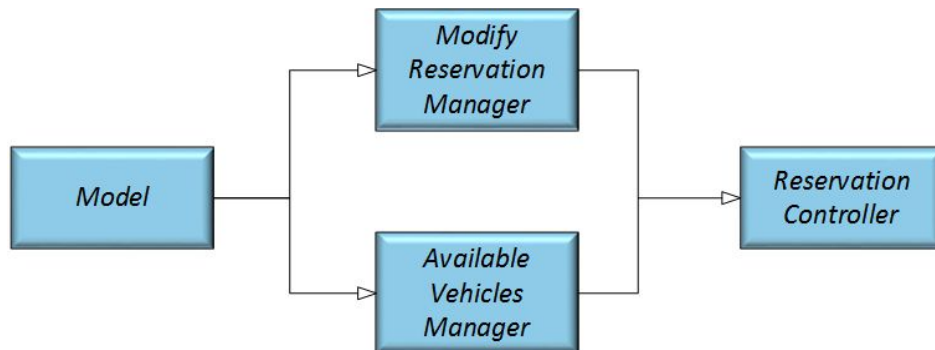 Modify
Reservation
Manager
Model
Reservation
Controller
Available
Vehicles
Manager